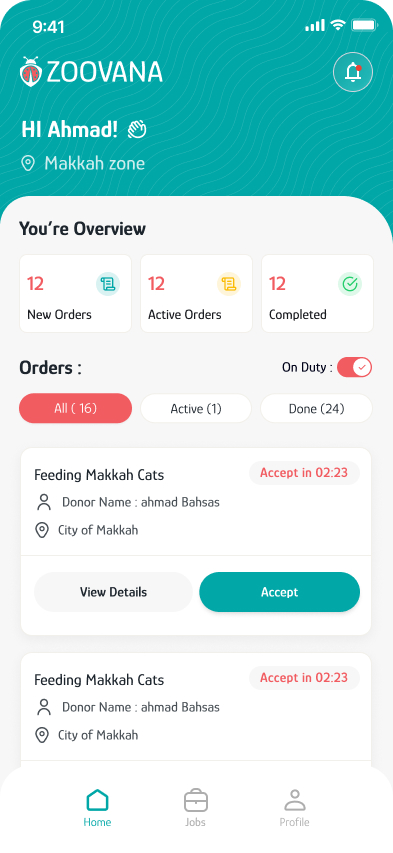 9:41
ZOOVANA
HI Ahmad!
Makkah zone
You're Overview
12
12
12
New Orders
Active Orders
Completed
Orders :
On Duty :
All ( 16)
Active (1)
Done (24)
Feeding Makkah Cats
Accept in 02:23
Donor Name : ahmad Bahsas
City of Makkah
View Details
Accept
Feeding Makkah Cats
Accept in 02:23
Donor Name : ahmad Bahsas
City of Makkah
Home
Jobs
Profile